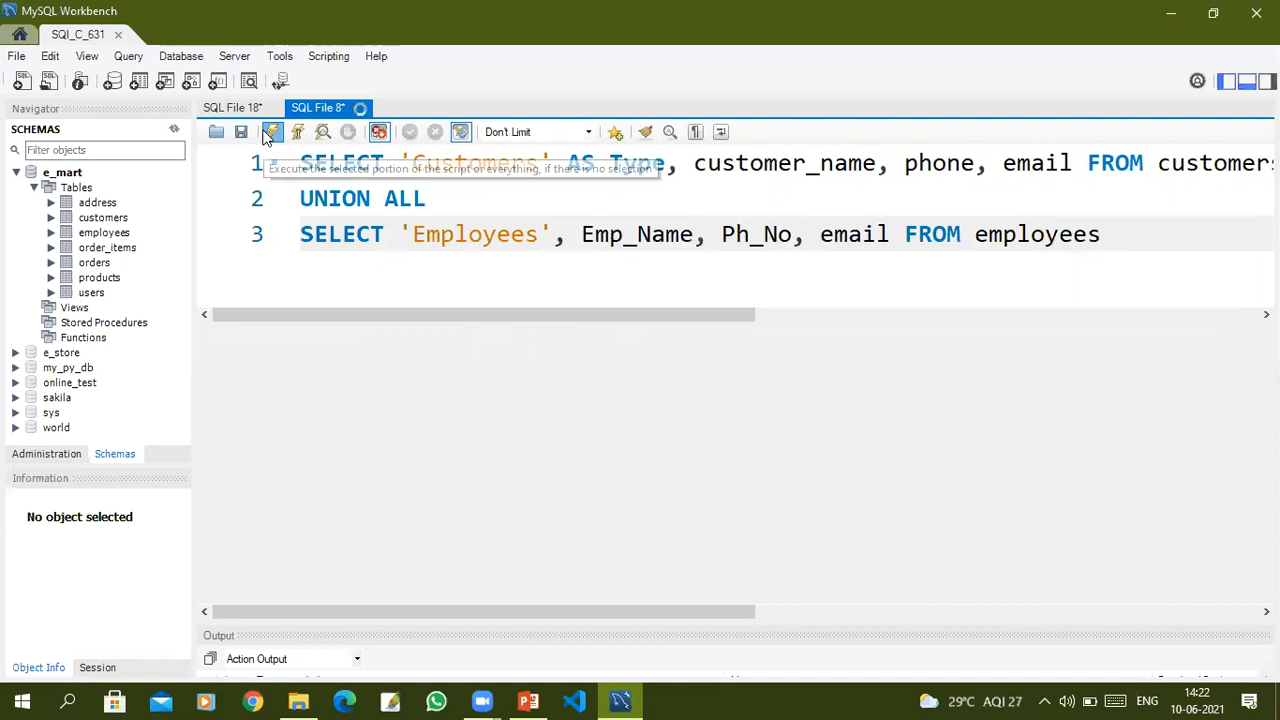 MySQL Workbench
SQl_C_631
File Edit View Query Database Server Tools Scripting Help
Navigator
SQL File 18*
SQL File 8*
SCHEMAS
Don't Limit
Filter objects
1 SELECT 'Customers' AS Type, customer_name, phone, email FROM customers
Execute the selected portion of the script or everything, if there is no selection
2 UNION ALL
3 SELECT 'Employees', Emp_Name, Ph_No, email FROM employees
e_mart
Tables
address
customers
employees
order_items
orders
products
users
Views
Stored Procedures
Functions
e_store
my_py_db
online_test
sakila
sys
world
Administration Schemas
Information
No object selected
Output
Action Output
Object Info Session
29°C AQI 27
ENG
14:22
10-06-2021